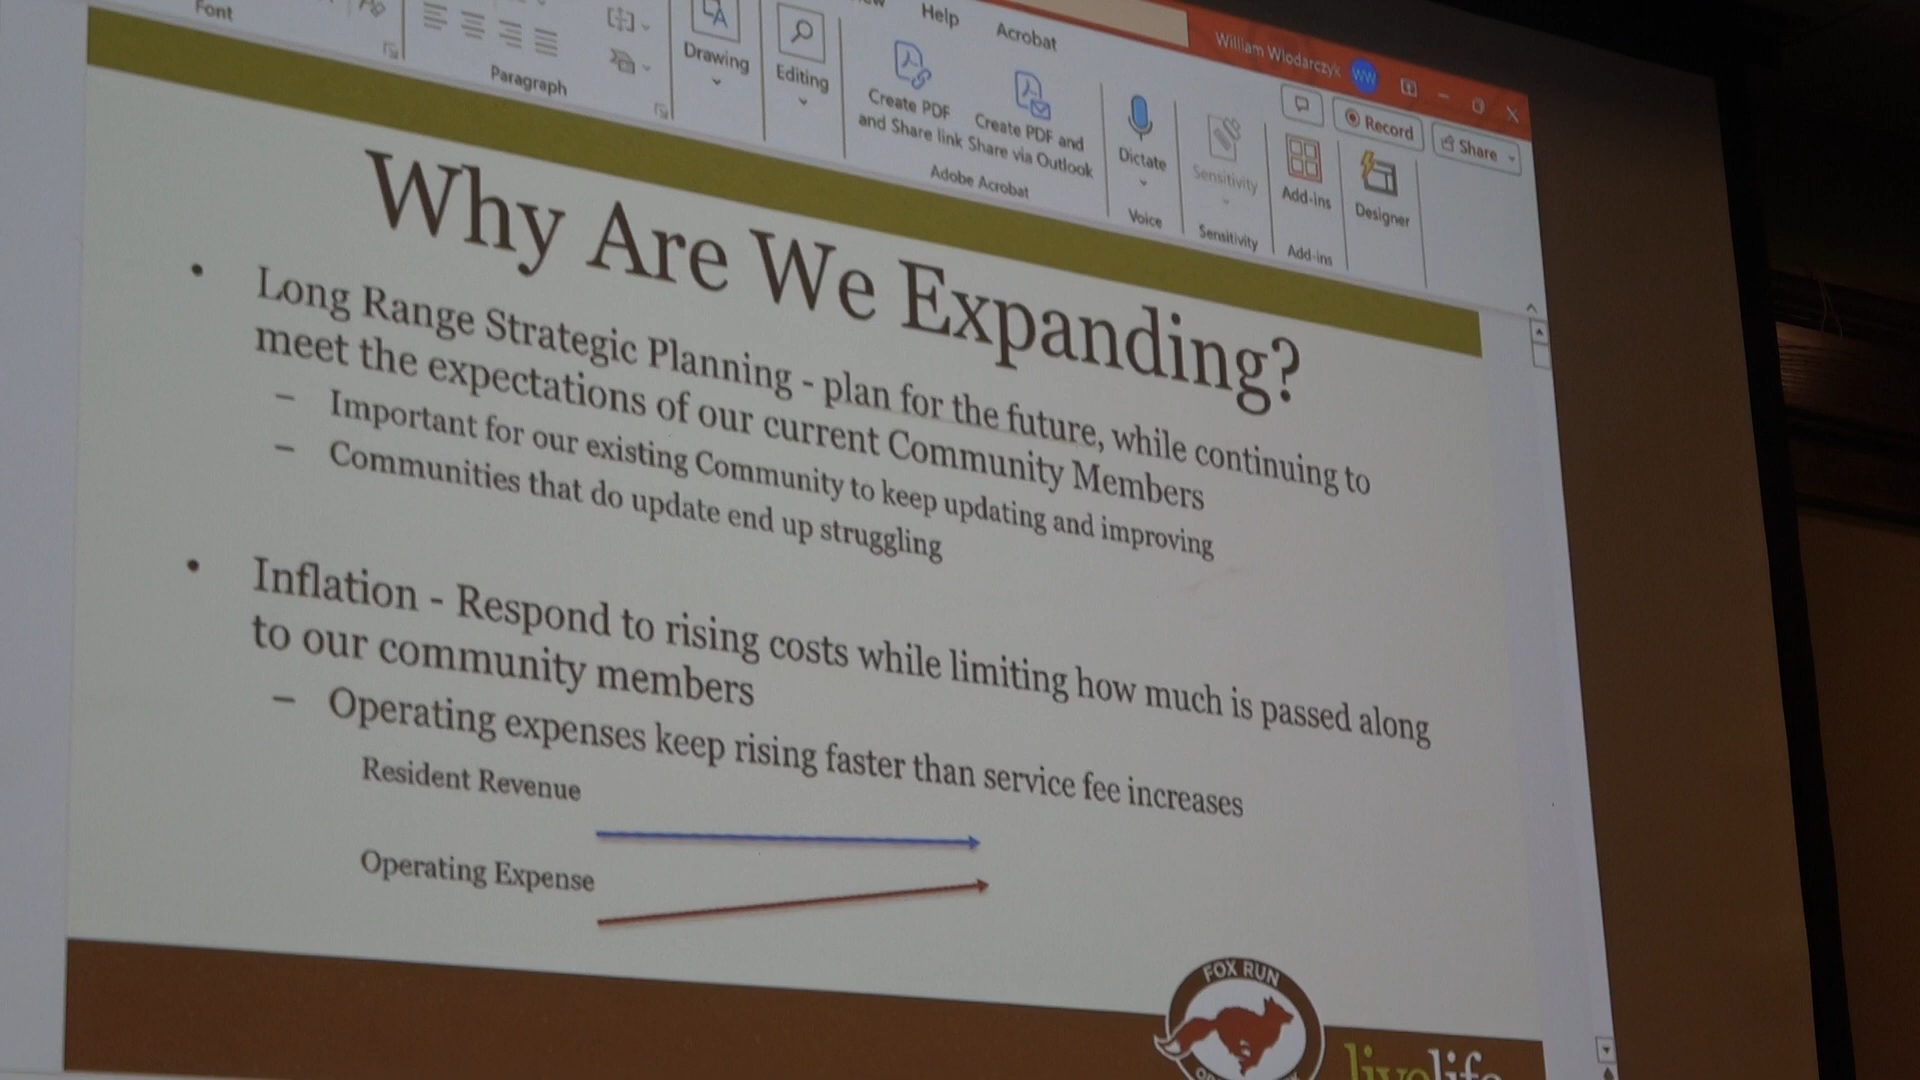 Help
Acrobat
William Wlodarczyk
WW
Font
Paragraph
Drawing
Editing
Create PDF
and Share link
Create PDF and
Share via Outlook
Adobe Acrobat
Dictate
Voice
Sensitivity
Sensitivity
Add-ins
Add-ins
Designer
Record
Share
Why Are We Expanding?
• Long Range Strategic Planning - plan for the future, while continuing to
meet the expectations of our current Community Members
– Important for our existing Community to keep updating and improving
– Communities that do update end up struggling
• Inflation - Respond to rising costs while limiting how much is passed along
to our community members
– Operating expenses keep rising faster than service fee increases
Resident Revenue
Operating Expense
FOX RUN
livelife